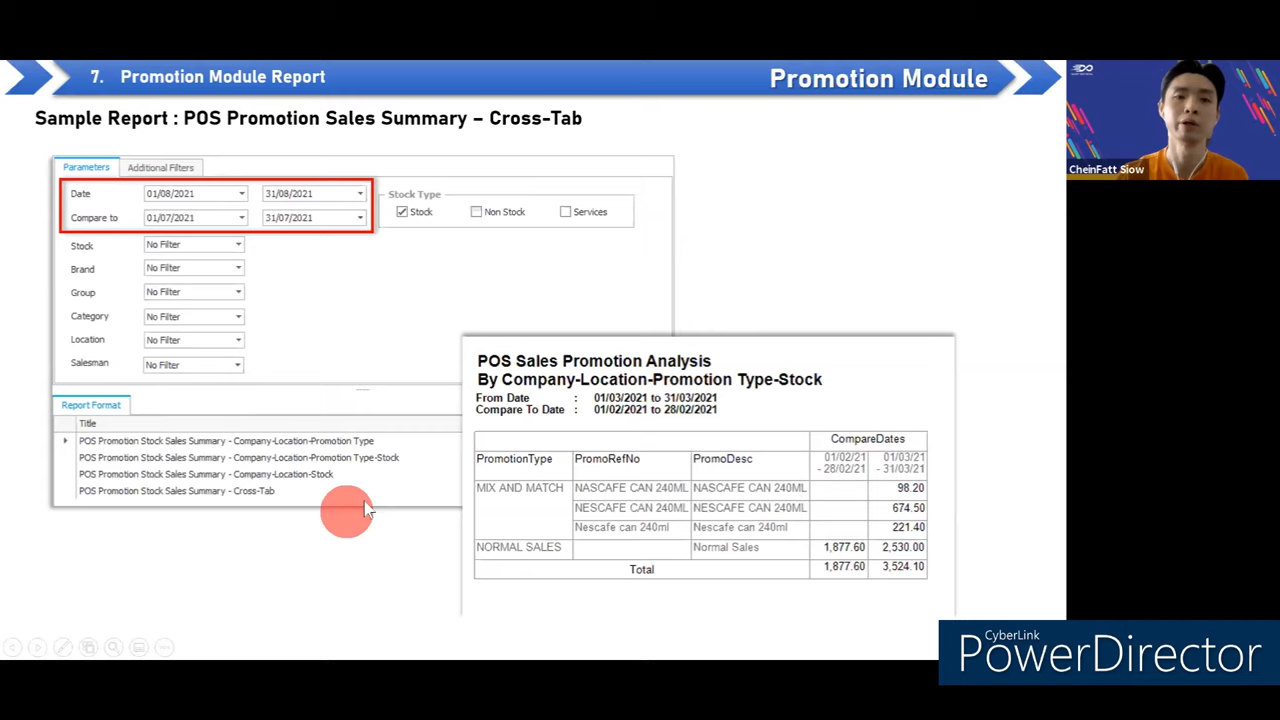 7. Promotion Module Report
Promotion Module
CheinFatt Siow
Sample Report : POS Promotion Sales Summary – Cross-Tab
Parameters
Additional Filters
Date 01/08/2021 31/08/2021
Compare to 01/07/2021 31/07/2021
Stock Type
Stock Non Stock Services
Stock No Filter
Brand No Filter
Group No Filter
Category No Filter
Location No Filter
Salesman No Filter
Report Format
Title
POS Promotion Stock Sales Summary - Company-Location-Promotion Type
POS Promotion Stock Sales Summary - Company-Location-Promotion Type-Stock
POS Promotion Stock Sales Summary - Company-Location-Stock
POS Promotion Stock Sales Summary - Cross-Tab
POS Sales Promotion Analysis
By Company-Location-Promotion Type-Stock
From Date : 01/03/2021 to 31/03/2021
Compare To Date : 01/02/2021 to 28/02/2021
CompareDates
PromotionType PromoRefNo PromoDesc 01/02/21 01/03/21
- 28/02/21 - 31/03/21
MIX AND MATCH NASCAFE CAN 240ML NASCAFE CAN 240ML 98.20
NESCAFE CAN 240ML NESCAFE CAN 240ML 674.50
Nescafe can 240ml Nescafe can 240ml 221.40
NORMAL SALES Normal Sales 1,877.60 2,530.00
Total 1,877.60 3,524.10
CyberLink
PowerDirector